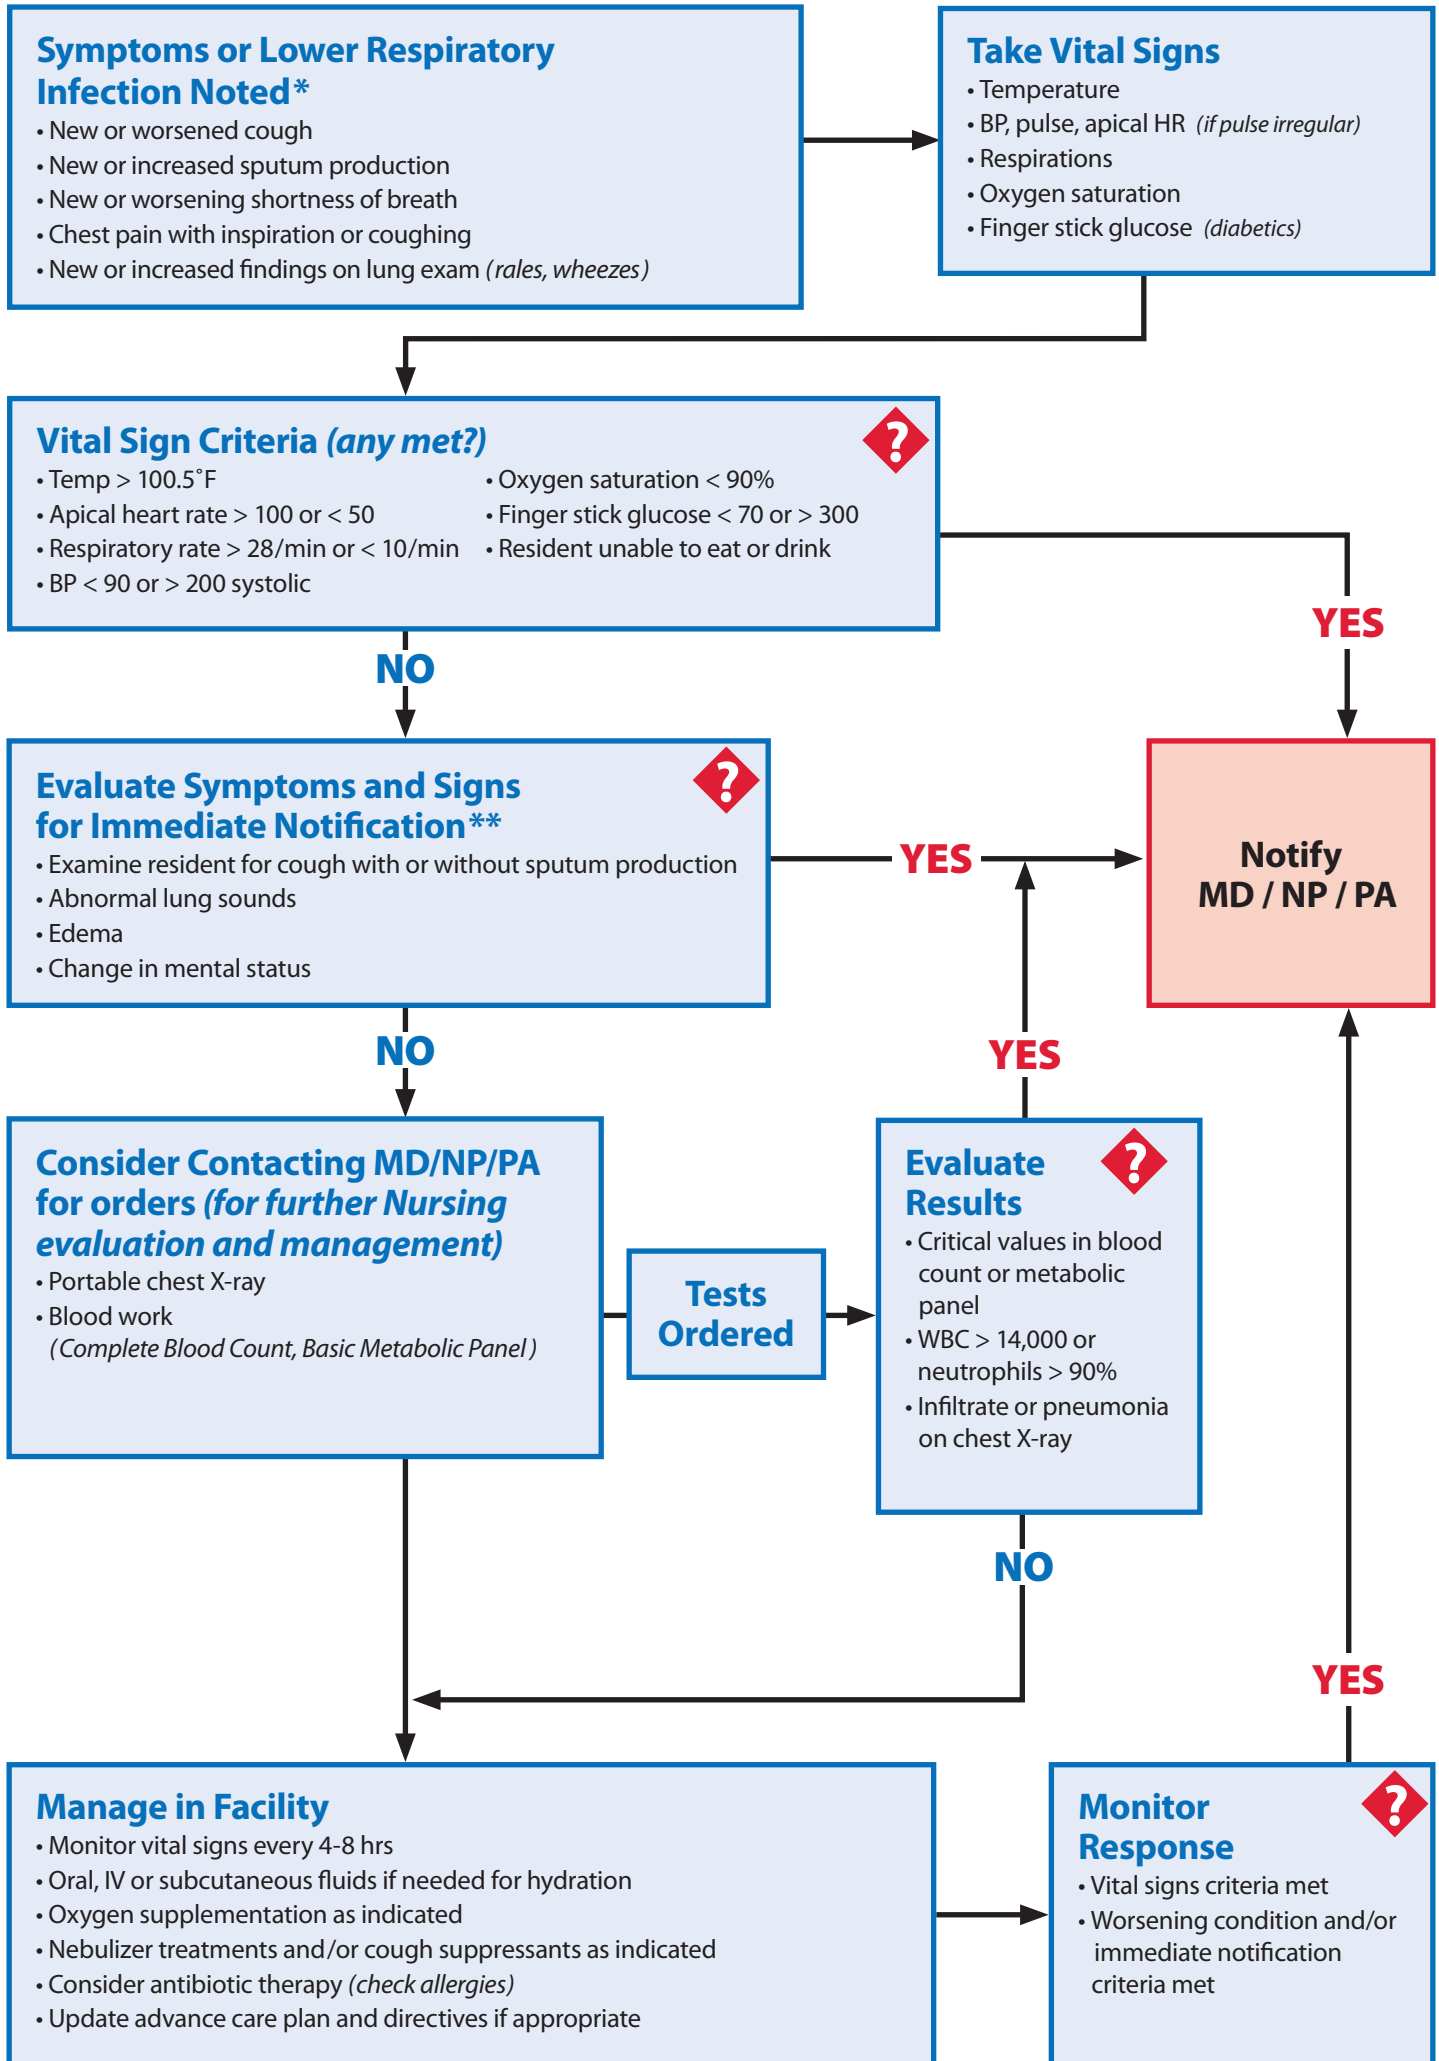 Symptoms or Lower Respiratory
Infection Noted*
• New or worsened cough
• New or increased sputum production
• New or worsening shortness of breath
• Chest pain with inspiration or coughing
• New or increased findings on lung exam (rales, wheezes)
Take Vital Signs
• Temperature
• BP, pulse, apical HR (if pulse irregular)
• Respirations
• Oxygen saturation
• Finger stick glucose (diabetics)
Vital Sign Criteria (any met?)
?
• Temp > 100.5˚F
• Apical heart rate > 100 or < 50
• Respiratory rate > 28/min or < 10/min
• BP < 90 or > 200 systolic
• Oxygen saturation < 90%
• Finger stick glucose < 70 or > 300
• Resident unable to eat or drink
YES
NO
Evaluate Symptoms and Signs
for Immediate Notification**
?
• Examine resident for cough with or without sputum production
• Abnormal lung sounds
• Edema
• Change in mental status
YES
Notify
MD / NP / PA
NO
YES
Consider Contacting MD/NP/PA
for orders (for further Nursing
evaluation and management)
• Portable chest X-ray
• Blood work
(Complete Blood Count, Basic Metabolic Panel)
Tests
Ordered
Evaluate
Results
?
• Critical values in blood
count or metabolic
panel
• WBC > 14,000 or
neutrophils > 90%
• Infiltrate or pneumonia
on chest X-ray
NO
YES
Manage in Facility
• Monitor vital signs every 4-8 hrs
• Oral, IV or subcutaneous fluids if needed for hydration
• Oxygen supplementation as indicated
• Nebulizer treatments and/or cough suppressants as indicated
• Consider antibiotic therapy (check allergies)
• Update advance care plan and directives if appropriate
Monitor
Response
?
• Vital signs criteria met
• Worsening condition and/or
immediate notification
criteria met